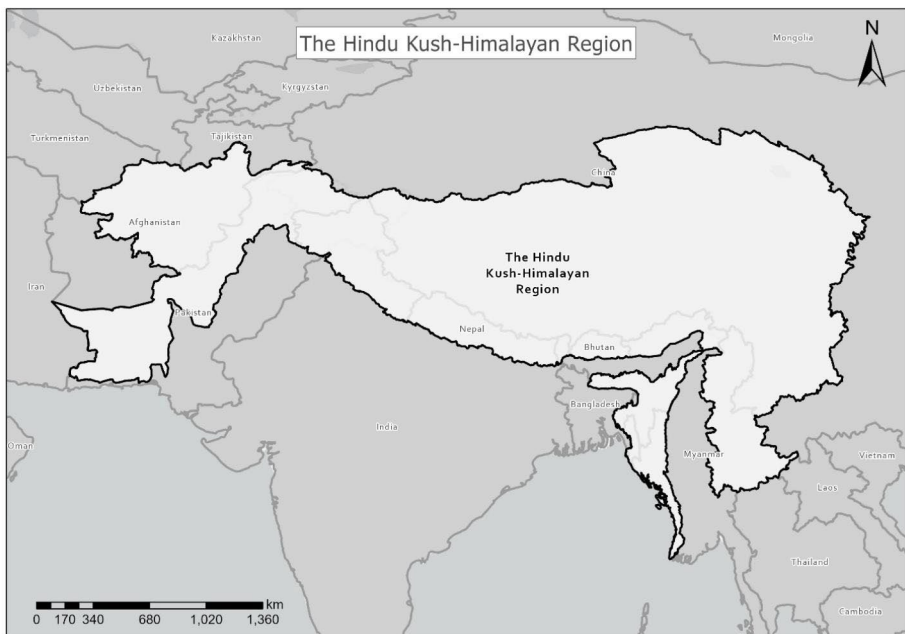 The Hindu Kush-Himalayan Region
N
Kazakhstan
Mongolia
Uzbekistan
Kyrgyzstan
Turkmenistan
Tajikistan
China
Afghanistan
The Hindu
Kush-Himalayan
Region
Iran
Pakistan
Nepal
Bhutan
Bangladesh
India
Oman
Myanmar
Vietnam
Laos
Thailand
Cambodia
km
0 170 340 680 1,020 1,360